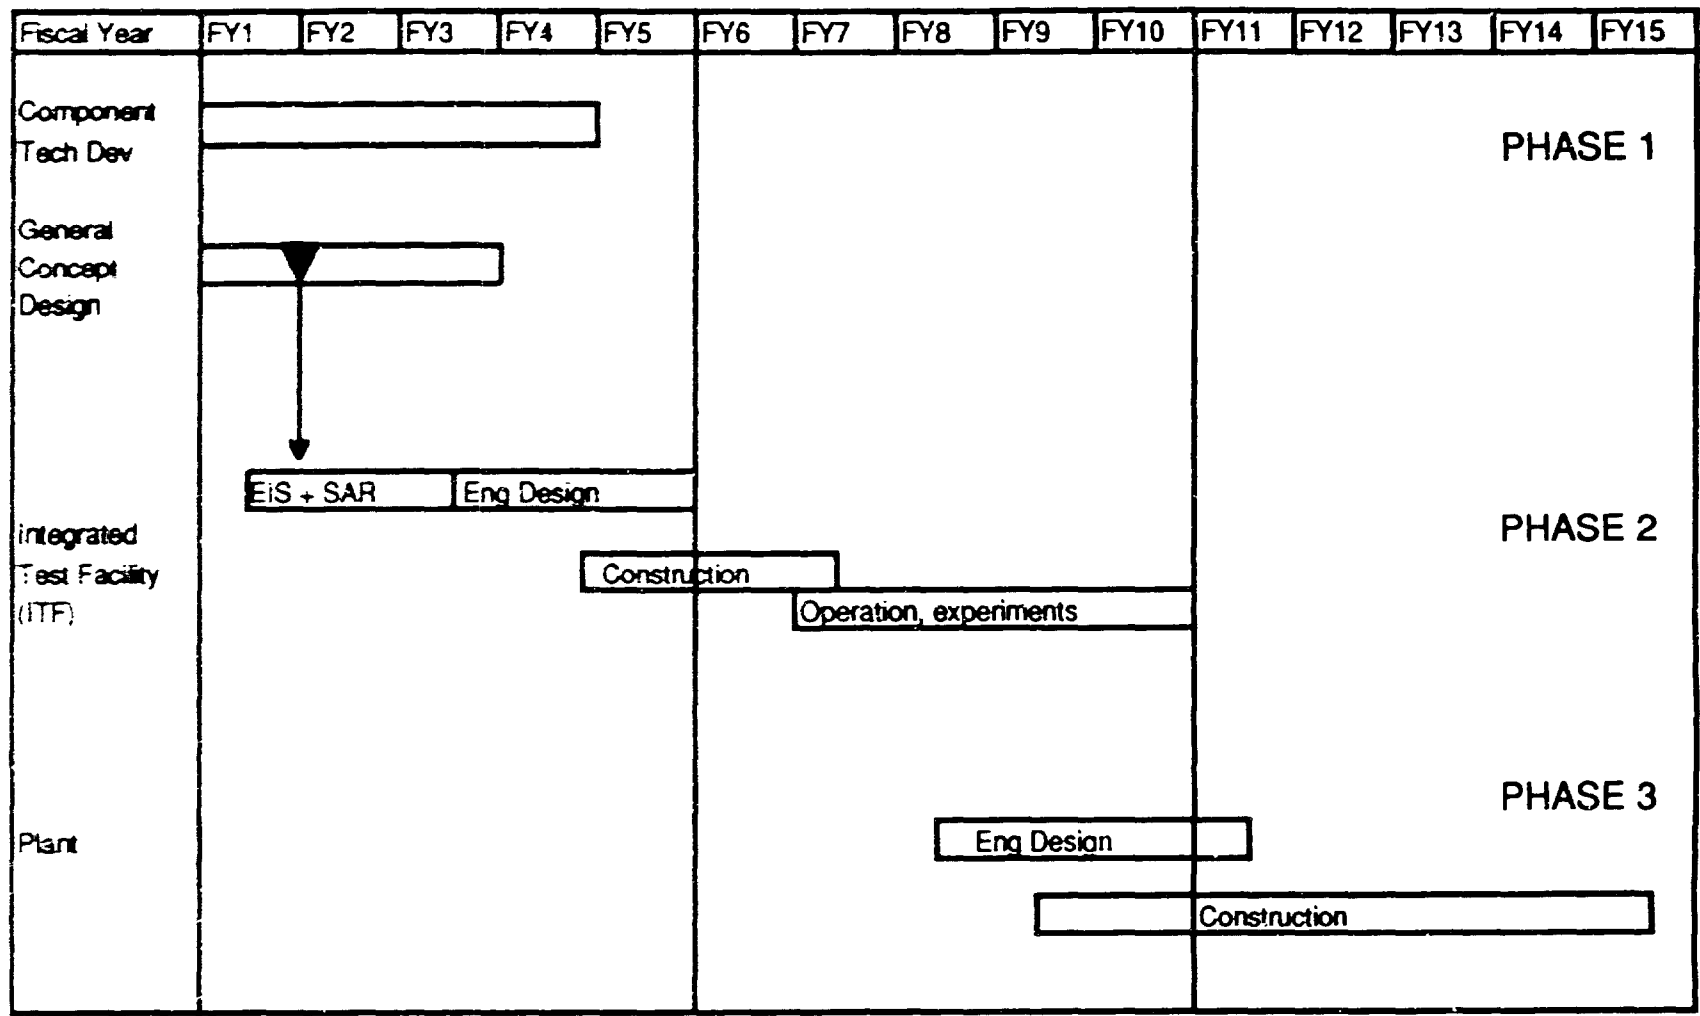 Fiscal Year FY1 FY2 FY3 FY4 FY5 FY6 FY7 FY8 FY9 FY10 FY11 FY12 FY13 FY14 FY15
Component
Tech Dev
PHASE 1
General
Concept
Design
EIS + SAR Eng Design
Integrated
Test Facility
(ITF)
PHASE 2
Construction
Operation, experiments
PHASE 3
Plant
Eng Design
Construction